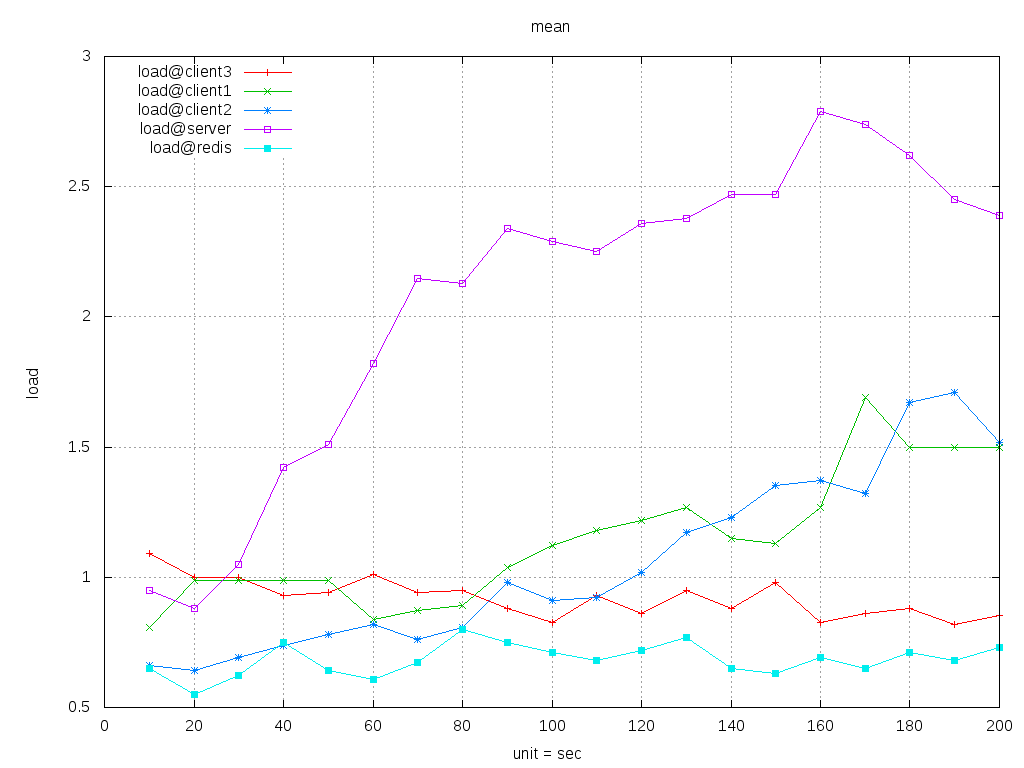 mean
3
load@client3
load@client1
load@client2
load@server
load@redis
2.5
2
load
1.5
1
0.5
0 20 40 60 80 100 120 140 160 180 200
unit = sec